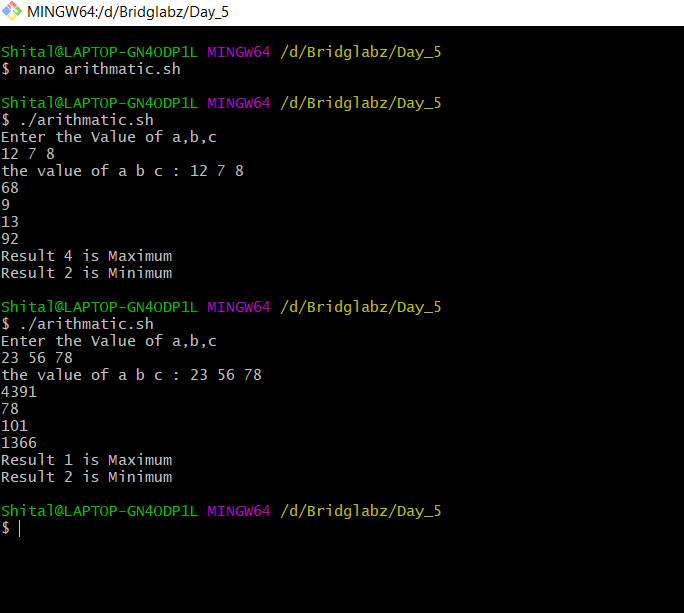 MINGW64:/d/Bridglabz/Day_5
Shital@LAPTOP-GN4ODP1L MINGW64 /d/Bridglabz/Day_5
$ nano arithmatic.sh
Shital@LAPTOP-GN4ODP1L MINGW64 /d/Bridglabz/Day_5
$ ./arithmatic.sh
Enter the Value of a,b,c
12 7 8
the value of a b c : 12 7 8
68
9
13
92
Result 4 is Maximum
Result 2 is Minimum
Shital@LAPTOP-GN4ODP1L MINGW64 /d/Bridglabz/Day_5
$ ./arithmatic.sh
Enter the Value of a,b,c
23 56 78
the value of a b c : 23 56 78
4391
78
101
1366
Result 1 is Maximum
Result 2 is Minimum
Shital@LAPTOP-GN4ODP1L MINGW64 /d/Bridglabz/Day_5
$